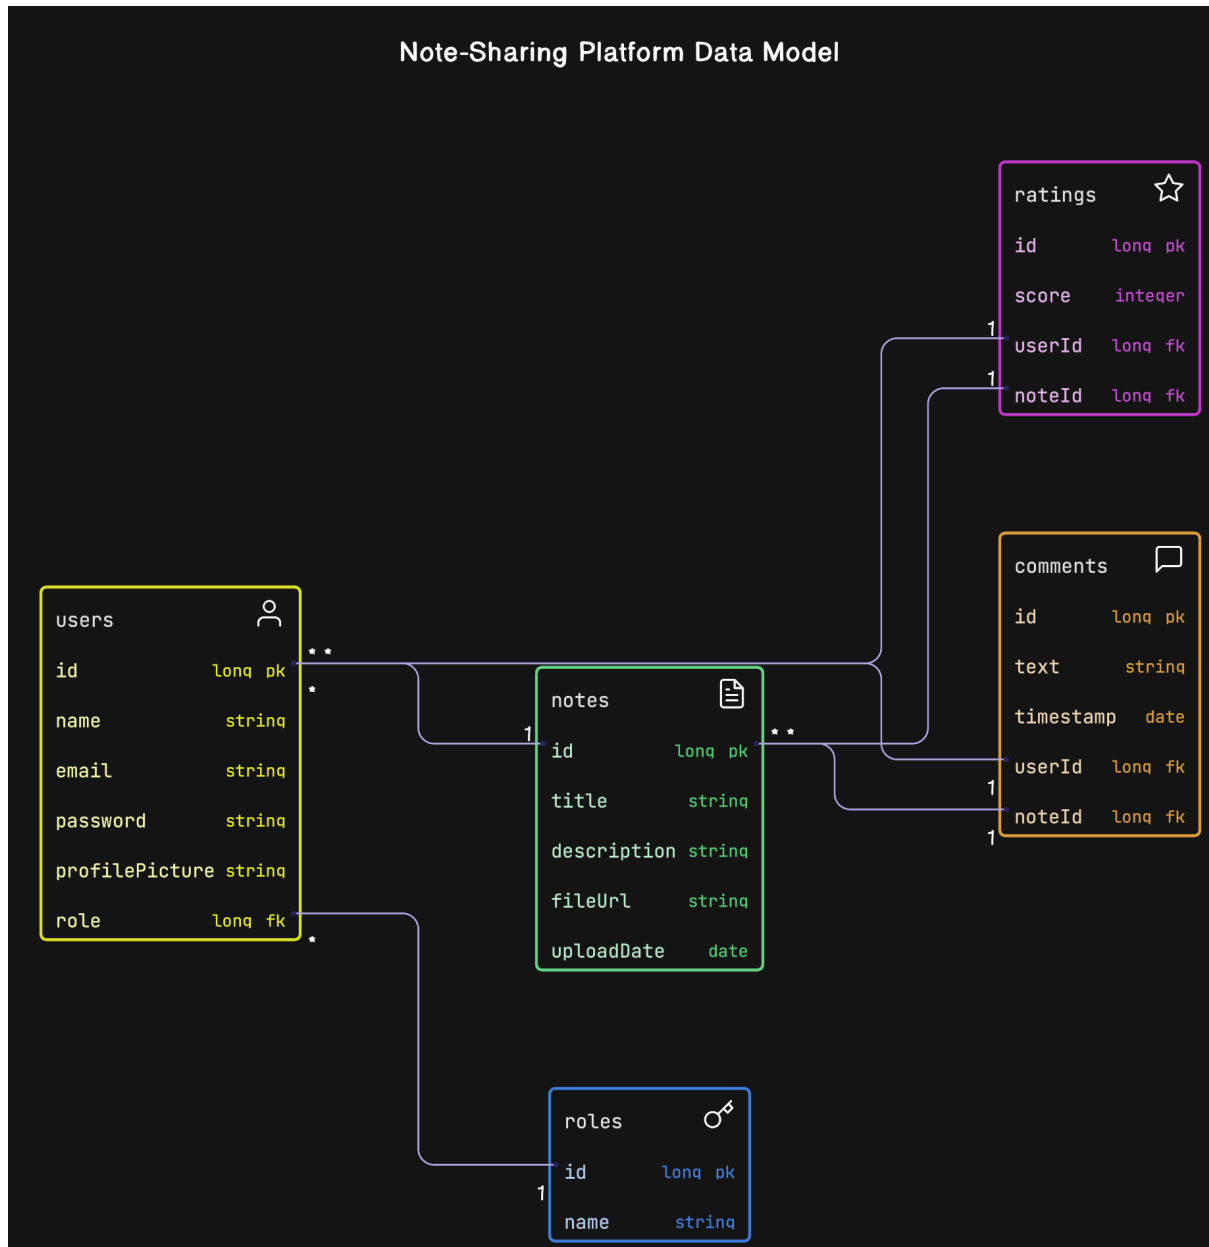 Note-Sharing Platform Data Model
ratings
id long pk
score integer
1
userId long fk
1
noteId long fk
comments
id long pk
text string
timestamp date
userId long fk
1
noteId long fk
1
users
* *
id long pk
*
name string
email string
password string
profilePicture string
role long fk
*
notes
* *
1
id long pk
title string
description string
fileUrl string
uploadDate date
roles
id long pk
1
name string